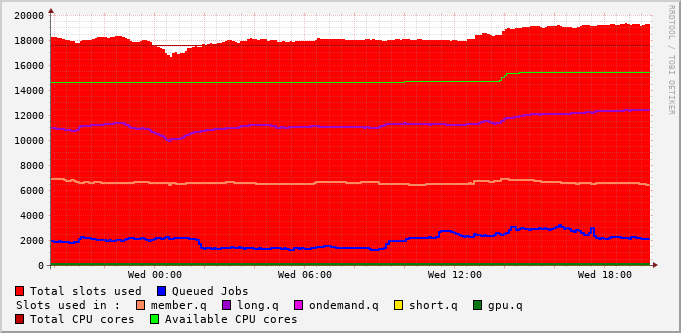 20000
18000
16000
14000
12000
10000
8000
6000
4000
2000
0
Wed 00:00 Wed 06:00 Wed 12:00 Wed 18:00
RRDTOOL / TOBI OETIKER
Total slots used Queued Jobs
Slots used in : member.q long.q ondemand.q short.q gpu.q
Total CPU cores Available CPU cores